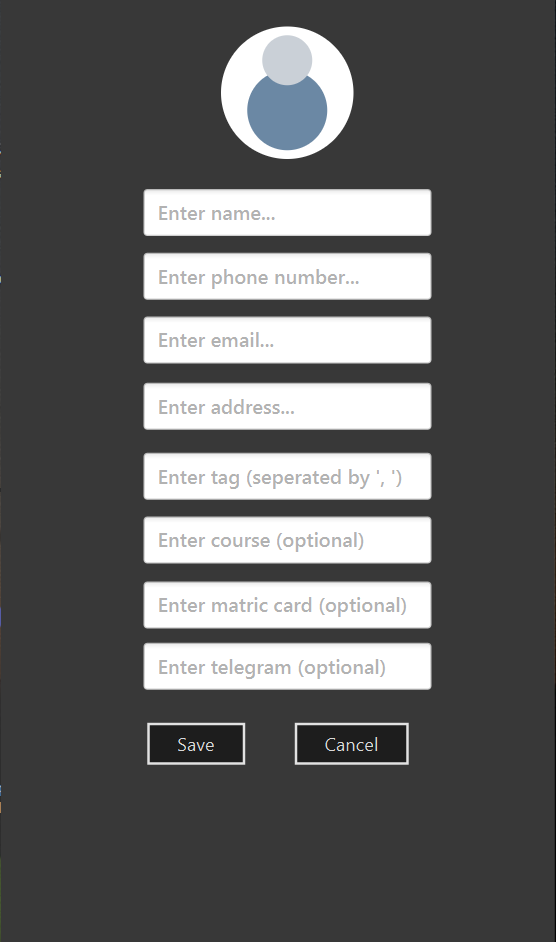 Enter name...
Enter phone number...
Enter email...
Enter address...
Enter tag (seperated by ', ')
Enter course (optional)
Enter matric card (optional)
Enter telegram (optional)
Save
Cancel